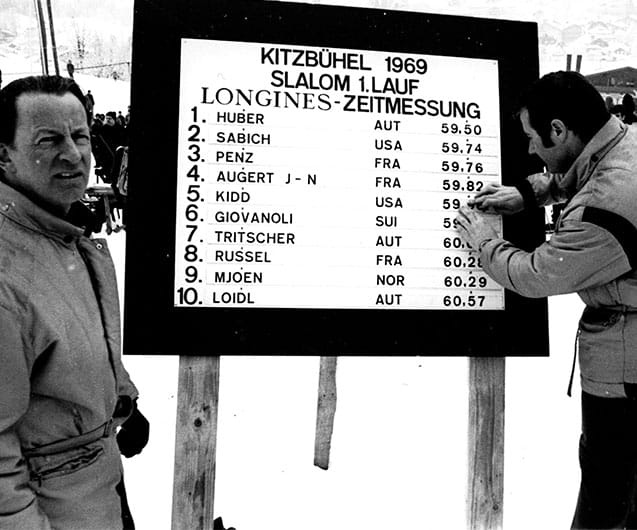 KITZBÜHEL 1969
SLALOM 1.LAUF
LONGINES-ZEITMESSUNG
1. HUBER AUT 59.50
2. SABICH USA 59.74
3. PENZ FRA 59.76
4. AUGERT J-N FRA 59.82
5. KIDD USA
6. GIOVANOLI SUI
7. TRITSCHER AUT
8. RUSSEL FRA 60.28
9. MJOEN NOR 60.29
10. LOIDL AUT 60.57